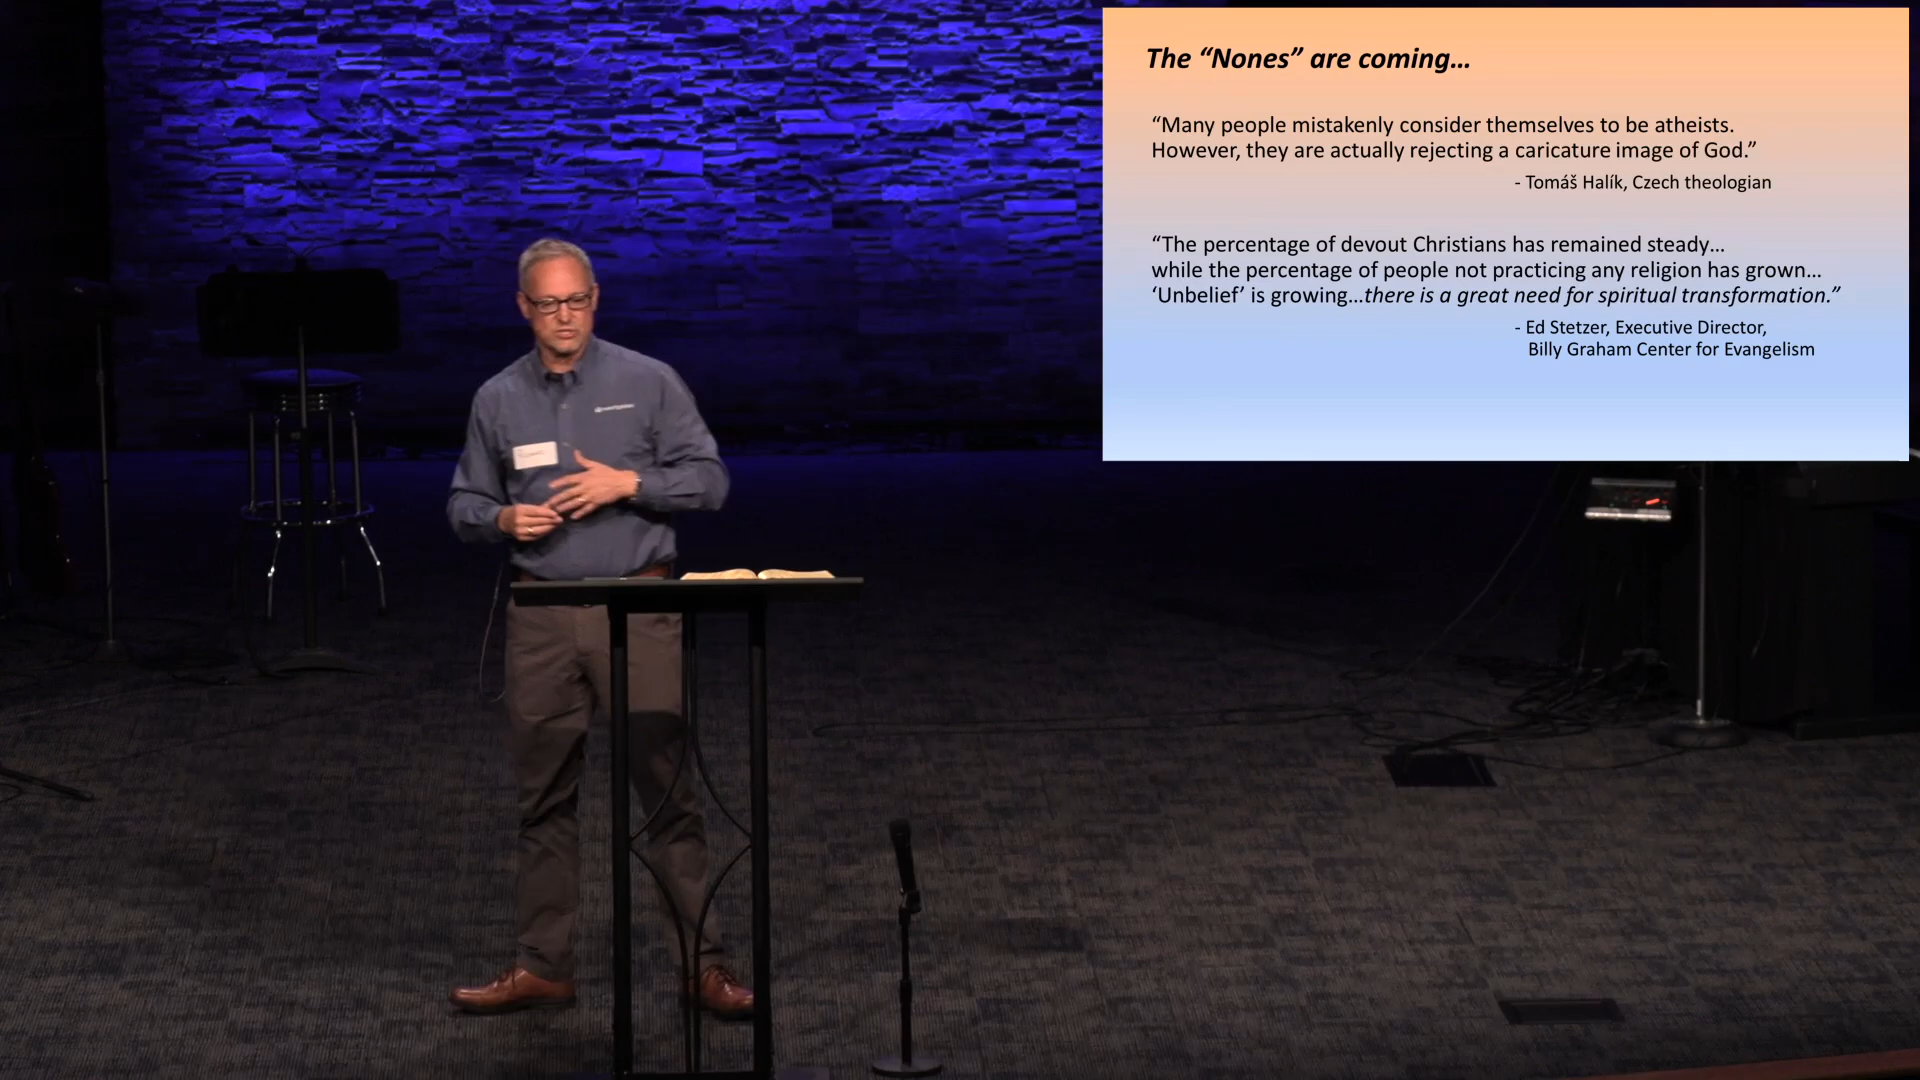 The “Nones” are coming…
“Many people mistakenly consider themselves to be atheists.
However, they are actually rejecting a caricature image of God.”
- Tomáš Halík, Czech theologian
“The percentage of devout Christians has remained steady…
while the percentage of people not practicing any religion has grown…
‘Unbelief’ is growing…there is a great need for spiritual transformation.”
- Ed Stetzer, Executive Director,
Billy Graham Center for Evangelism